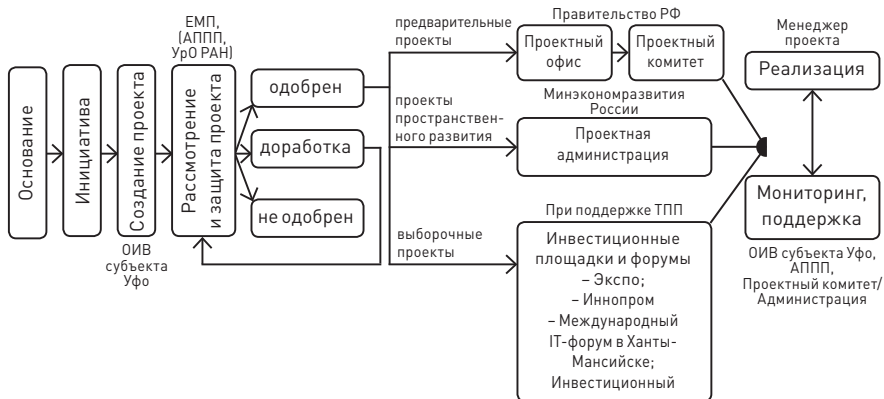 Основание
Инициатива
Создание проекта
ОИВ
субъекта
Уфо
ЕМП,
(АППП,
УрО РАН)
Рассмотрение
и защита проекта
одобрен
доработка
не одобрен
предварительные
проекты
проекты
пространствен-
ного развития
выборочные
проекты
Правительство РФ
Проектный
офис
Проектный
комитет
Минэкономразвития
России
Проектная
администрация
При поддержке ТПП
Инвестиционные
площадки и форумы
– Экспо;
– Иннопром
– Международный
IT-форум в Ханты-
Мансийске;
Инвестиционный
Менеджер
проекта
Реализация
Мониторинг,
поддержка
ОИВ субъекта Уфо,
АППП,
Проектный комитет/
Администрация